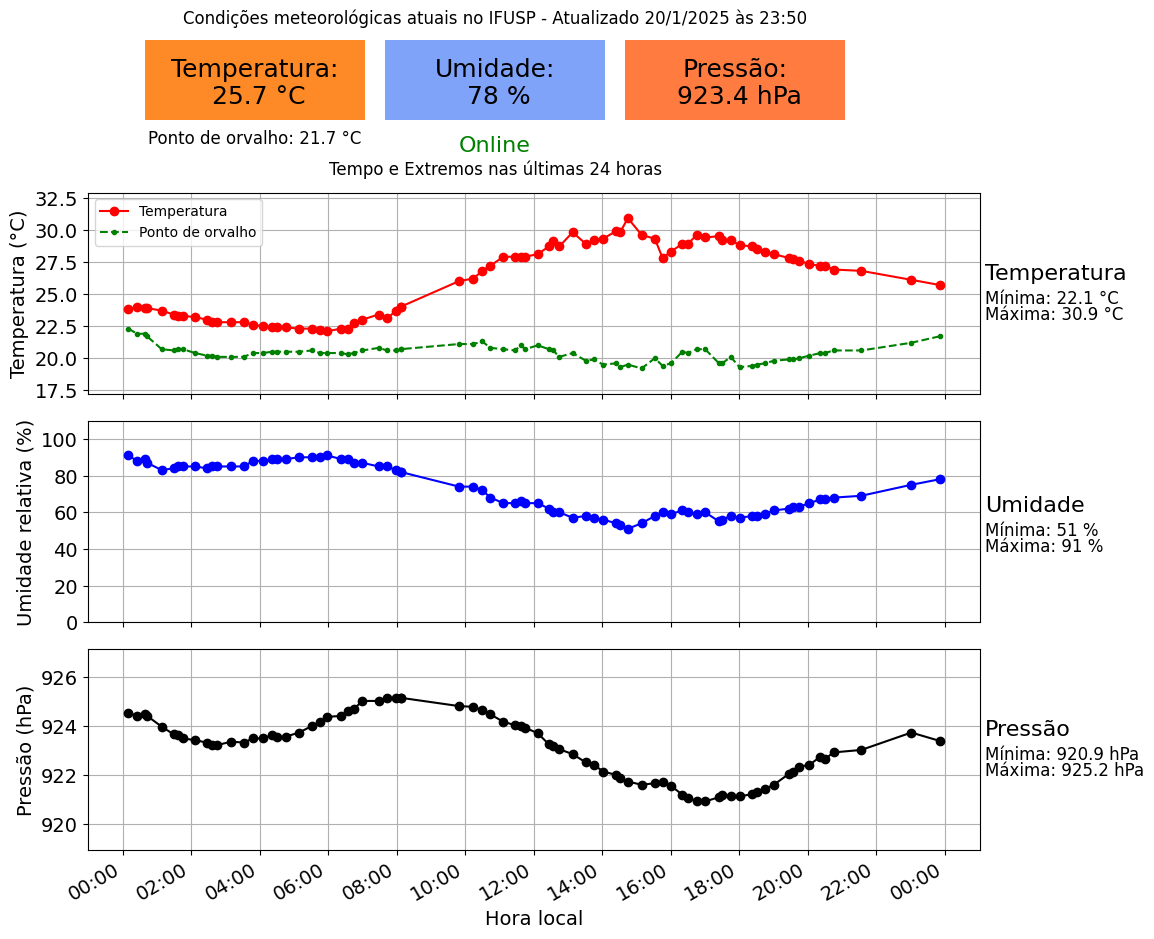 Condições meteorológicas atuais no IFUSP - Atualizado 20/1/2025 às 23:50
Temperatura:
25.7 °C
Umidade:
78 %
Pressão:
923.4 hPa
Ponto de orvalho: 21.7 °C
Online
Tempo e Extremos nas últimas 24 horas
Temperatura (°C)
32.5
30.0
27.5
25.0
22.5
20.0
17.5
Temperatura
Ponto de orvalho
Temperatura
Mínima: 22.1 °C
Máxima: 30.9 °C
Umidade relativa (%)
100
80
60
40
20
0
Umidade
Mínima: 51 %
Máxima: 91 %
Pressão (hPa)
926
924
922
920
Pressão
Mínima: 920.9 hPa
Máxima: 925.2 hPa
00:00
02:00
04:00
06:00
08:00
10:00
12:00
14:00
16:00
18:00
20:00
22:00
00:00
Hora local